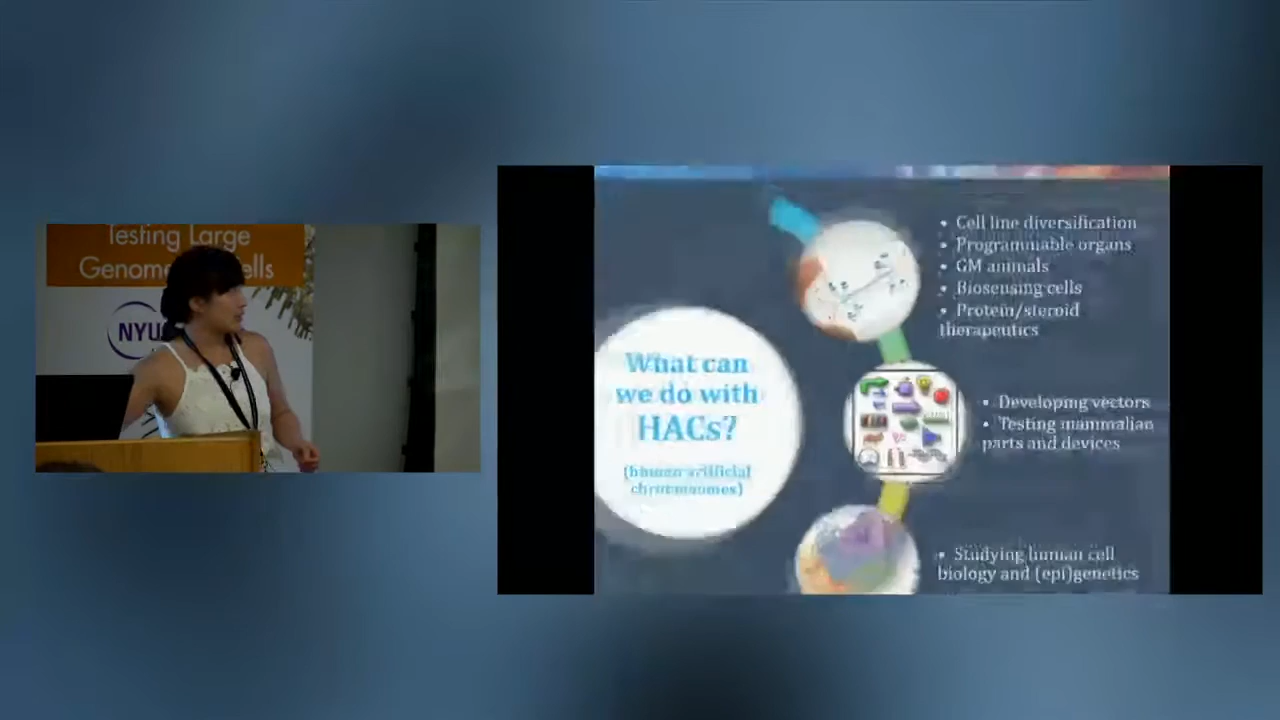 Testing Large
Genome
ells
NYU
What can
we do with
HACs?
(human artificial
chromosomes)
• Cell line diversification
• Programmable organs
• GM animals
• Biosensing cells
• Protein/steroid
therapeutics
• Developing vectors
• Testing mammalian
parts and devices
• Studying human cell
biology and (epi)genetics